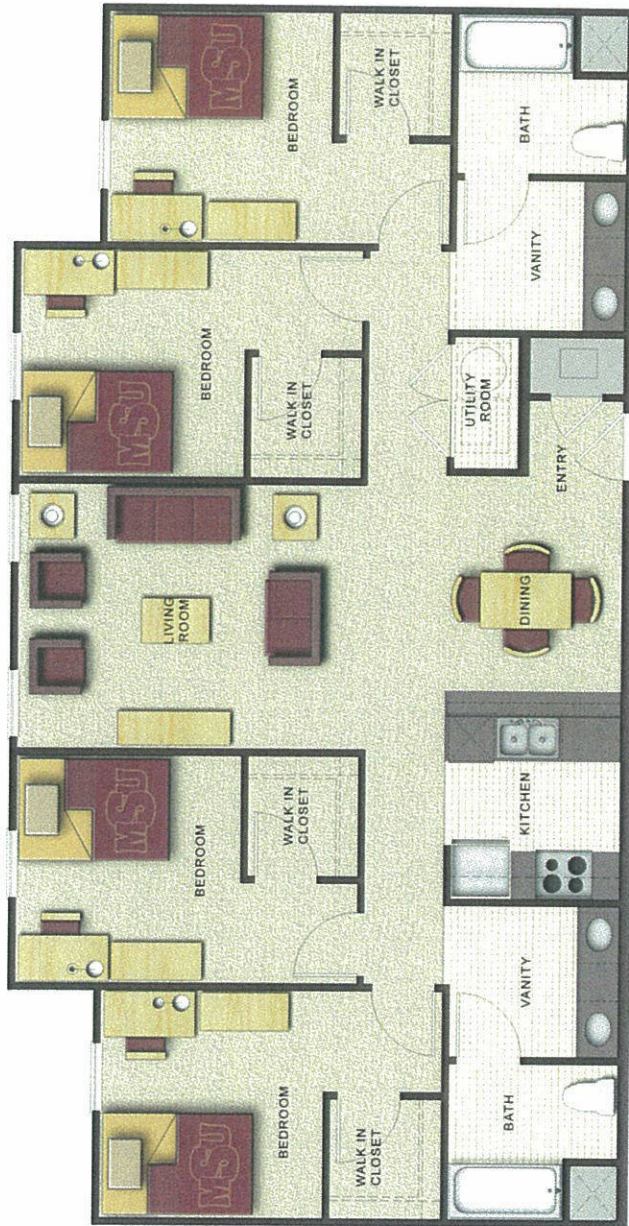 MSU
BEDROOM
WALK IN
CLOSET
BATH
VANITY
MSU
BEDROOM
WALK IN
CLOSET
KITCHEN
LIVING
ROOM
DINING
MSU
BEDROOM
WALK IN
CLOSET
UTILITY
ROOM
ENTRY
MSU
BEDROOM
WALK IN
CLOSET
VANITY
BATH